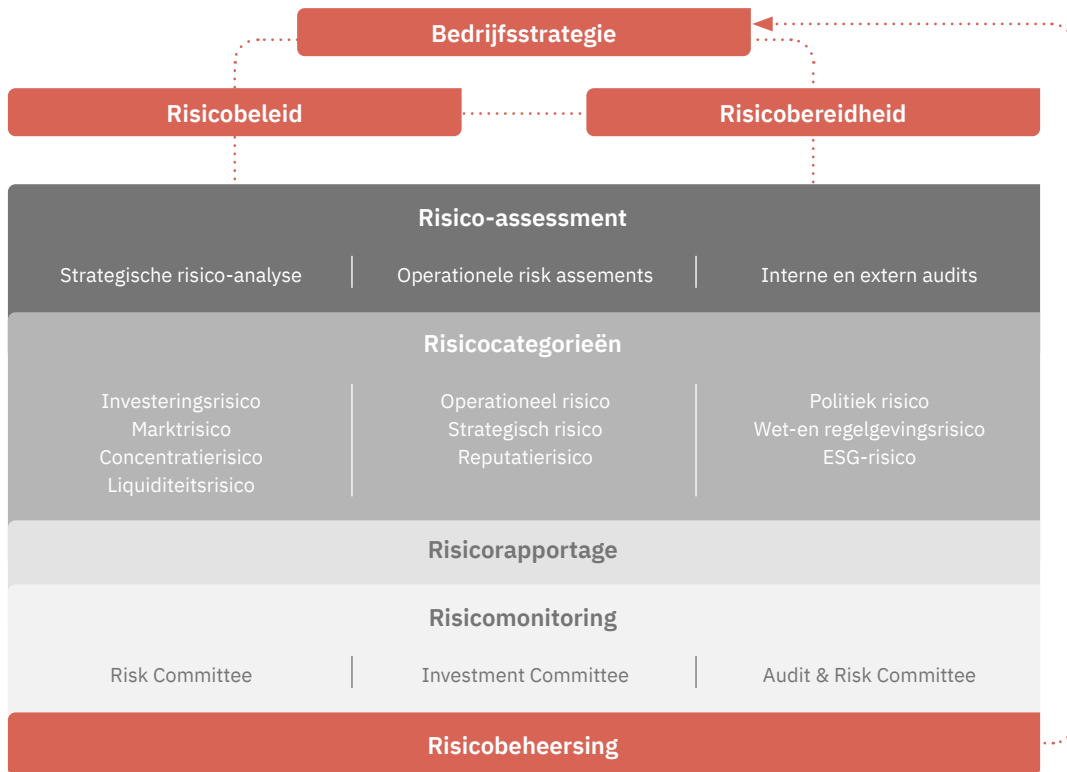 Bedrijfsstrategie
Risicobeleid
Risicobereidheid
Risico-assessment
Strategische risico-analyse
Operationele risk assements
Interne en extern audits
Risicocategorieën
Investeringsrisico
Marktrisico
Concentratierisico
Liquiditeitsrisico
Operationeel risico
Strategisch risico
Reputatierisico
Politiek risico
Wet-en regelgevingsrisico
ESG-risico
Risicorapportage
Risicomonitoring
Risk Committee
Investment Committee
Audit & Risk Committee
Risicobeheersing